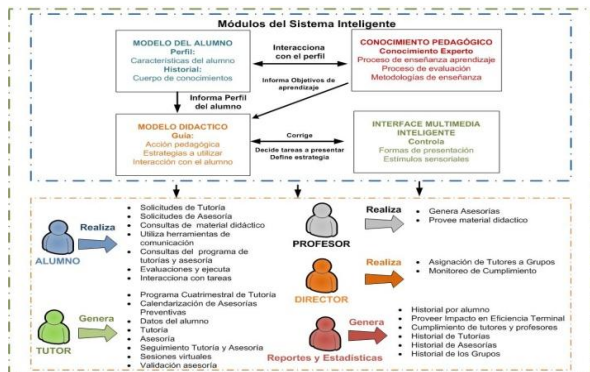 Módulos del Sistema Inteligente
MODELO DEL ALUMNO
Perfil:
Características del alumno
Historial:
Cuerpo de conocimientos
Interacciona
con el perfil
CONOCIMIENTO PEDAGÓGICO
Conocimiento Experto
Proceso de enseñanza aprendizaje
Proceso de evaluación
Metodologías de enseñanza
Informa Objetivos de
aprendizaje
Informa Perfil
del alumno
MODELO DIDACTICO
Guía:
Acción pedagógica
Estrategias a utilizar
Interacción con el alumno
Corrige
Decide tareas a presentar
Define estrategia
INTERFACE MULTIMEDIA
INTELIGENTE
Controla
Formas de presentación
Estímulos sensoriales
ALUMNO
Realiza
• Solicitudes de Tutoría
• Solicitudes de Asesoría
• Consultas de material didáctico
• Utiliza herramientas de
comunicación
• Consultas del programa de
tutorías y asesoría
• Evaluaciones y ejecuta
• Interacciona con tareas
PROFESOR
Realiza
• Genera Asesorías
• Provee material didactico
DIRECTOR
Realiza
• Asignación de Tutores a Grupos
• Monitoreo de Cumplimiento
TUTOR
Genera
• Programa Cuatrimestral de Tutoría
• Calendarización de Asesorías
Preventivas
• Datos del alumno
• Tutoría
• Asesoría
• Seguimiento Tutoría y Asesoría
• Sesiones virtuales
• Validación asesoría
Reportes y Estadísticas
Genera
• Historial por alumno
• Proveer Impacto en Eficiencia Terminal
• Cumplimiento de tutores y profesores
• Historial de Tutorías
• Historial de Asesorías
• Historial de los Grupos